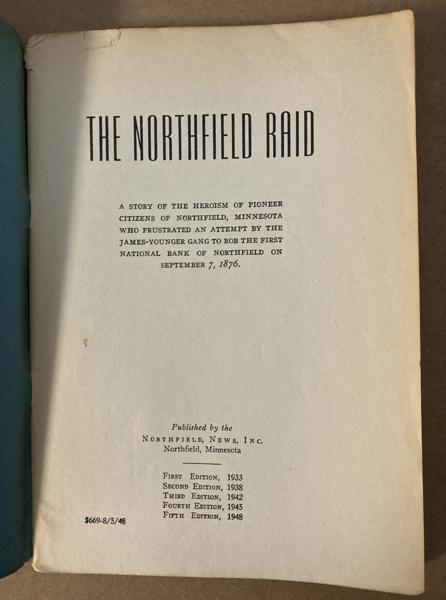 THE NORTHFIELD RAID
A STORY OF THE HEROISM OF PIONEER
CITIZENS OF NORTHFIELD, MINNESOTA
WHO FRUSTRATED AN ATTEMPT BY THE
JAMES-YOUNGER GANG TO ROB THE FIRST
NATIONAL BANK OF NORTHFIELD ON
SEPTEMBER 7, 1876.
Published by the
NORTHFIELD, NEWS, INC.
Northfield, Minnesota
FIRST EDITION, 1933
SECOND EDITION, 1938
THIRD EDITION, 1942
FOURTH EDITION, 1945
FIFTH EDITION, 1948
$669-8/5/48